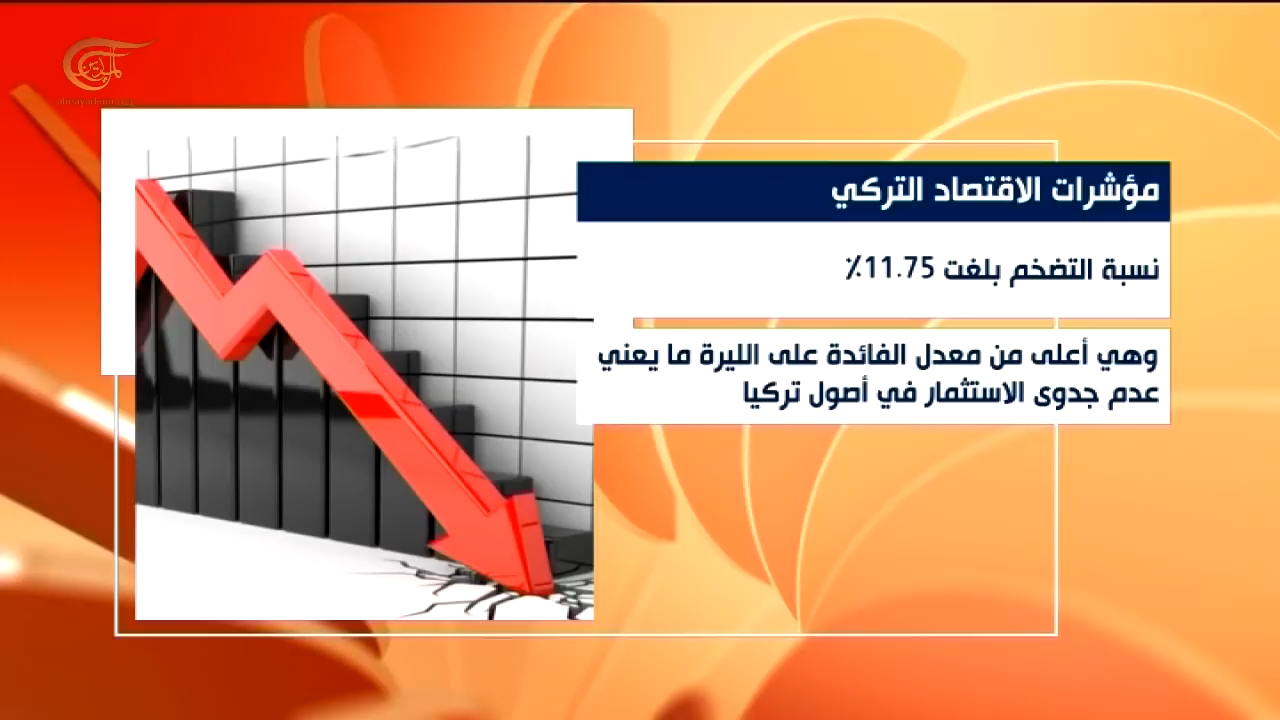 الميادين
مؤشرات الاقتصاد التركي
نسبة التضخم بلغت 11.75٪
وهي أعلى من معدل الفائدة على الليرة ما يعني
عدم جدوى الاستثمار في أصول تركيا